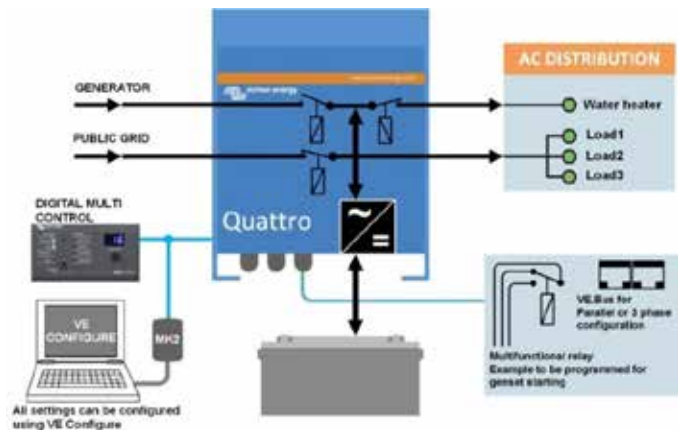 AC DISTRIBUTION
GENERATOR
Water heater
PUBLIC GRID
Load1
Load2
Load3
DIGITAL MULTI
CONTROL
Quattro
VE
CONFIGURE
MK2
VE.Bus for
Parallel or 3 phase
configuration
Multifunctional relay
Example to be programmed for
genset starting
All settings can be configured
using VE Configure